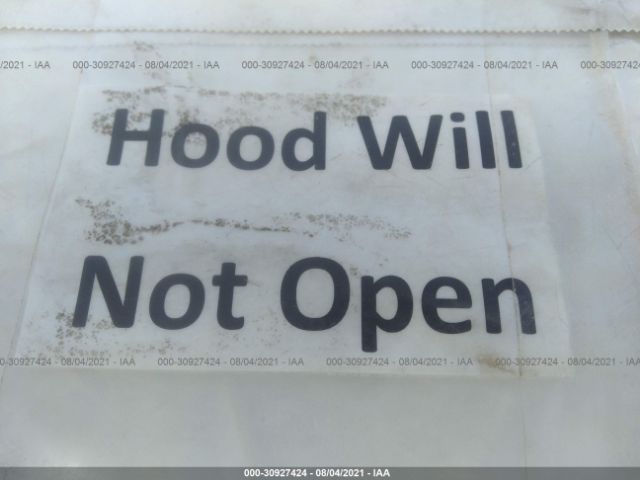 /2021 - IAA 000-30927424 - 08/04/2021 - IAA 000-30927424 - 08/04/2021 - IAA 000-30927424 - 08/04/2021 - IAA 000-30927424 - 08/04/2021
Hood Will
Not Open
0-30927424 - 08/04/2021 - IAA 000-30927424 - 08/04/2021 - IAA 000-30927424 - 08/04/2021 - IAA 000-30927424 - 08/04/2021 - IAA
000-30927424 - 08/04/2021 - IAA